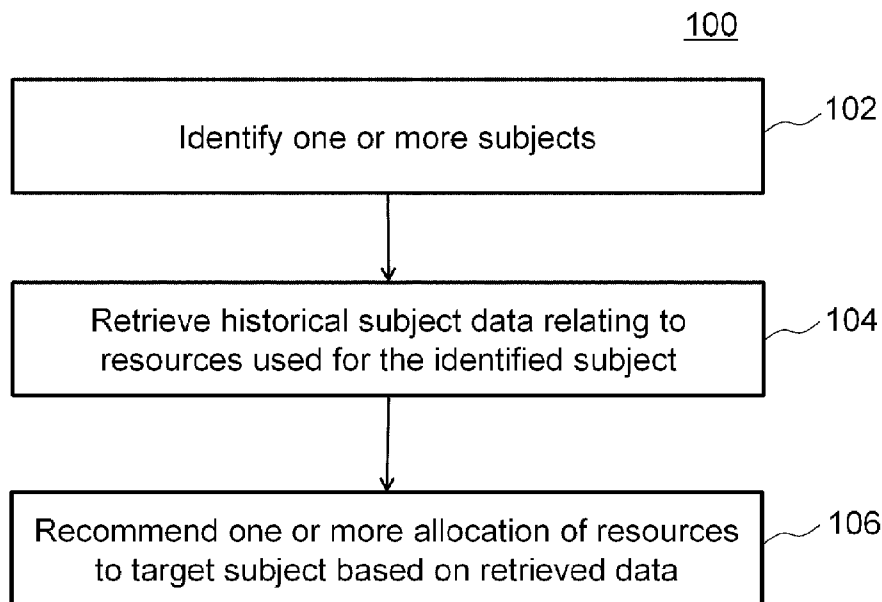 100
Identify one or more subjects
102
Retrieve historical subject data relating to
resources used for the identified subject
104
Recommend one or more allocation of resources
to target subject based on retrieved data
106